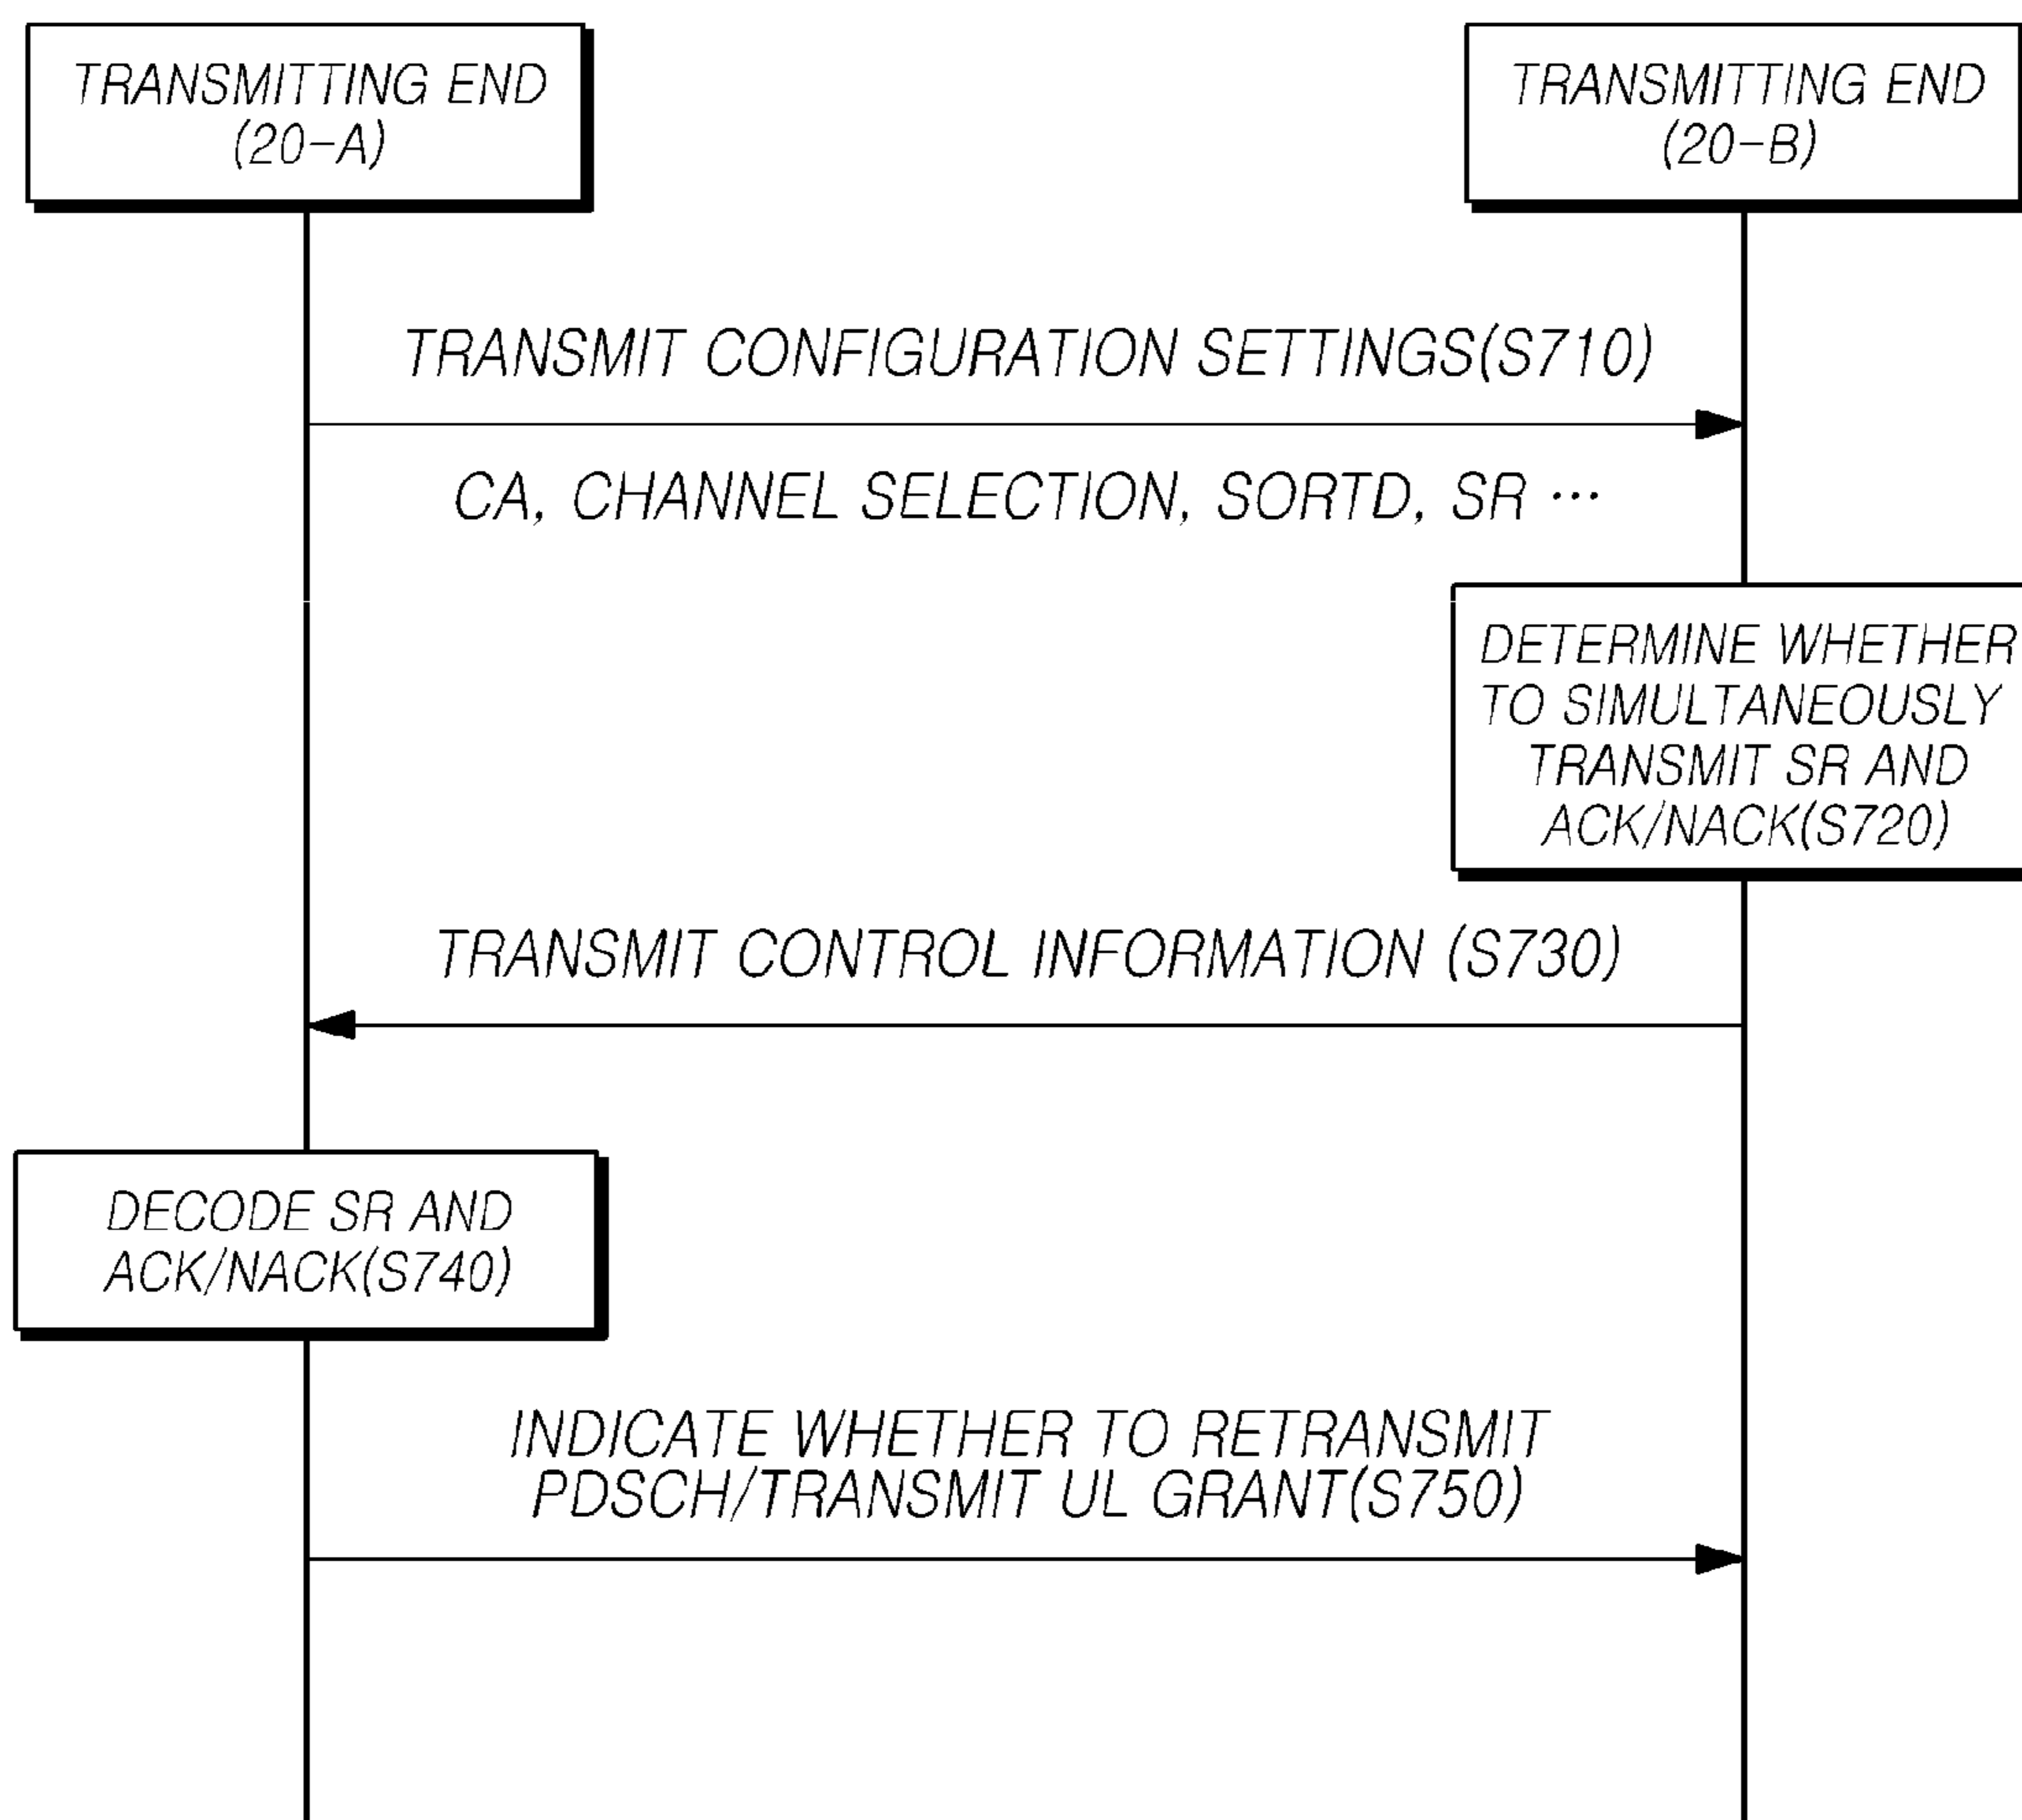 TRANSMITTING END
(20-A)
TRANSMITTING END
(20-B)
TRANSMIT CONFIGURATION SETTINGS(S710)
CA, CHANNEL SELECTION, SORTD, SR ···
DETERMINE WHETHER
TO SIMULTANEOUSLY
TRANSMIT SR AND
ACK/NACK(S720)
TRANSMIT CONTROL INFORMATION (S730)
DECODE SR AND
ACK/NACK(S740)
INDICATE WHETHER TO RETRANSMIT
PDSCH/TRANSMIT UL GRANT(S750)